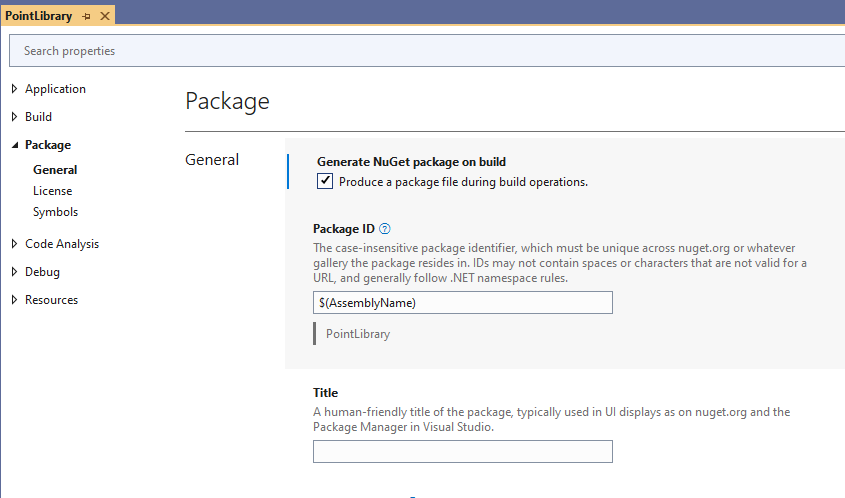 PointLibrary
Search properties
Application
Build
Package
General
License
Symbols
Code Analysis
Debug
Resources
Package
General
Generate NuGet package on build
Produce a package file during build operations.
Package ID ?
The case-insensitive package identifier, which must be unique across nuget.org or whatever
gallery the package resides in. IDs may not contain spaces or characters that are not valid for a
URL, and generally follow .NET namespace rules.
$(AssemblyName)
PointLibrary
Title
A human-friendly title of the package, typically used in UI displays as on nuget.org and the
Package Manager in Visual Studio.